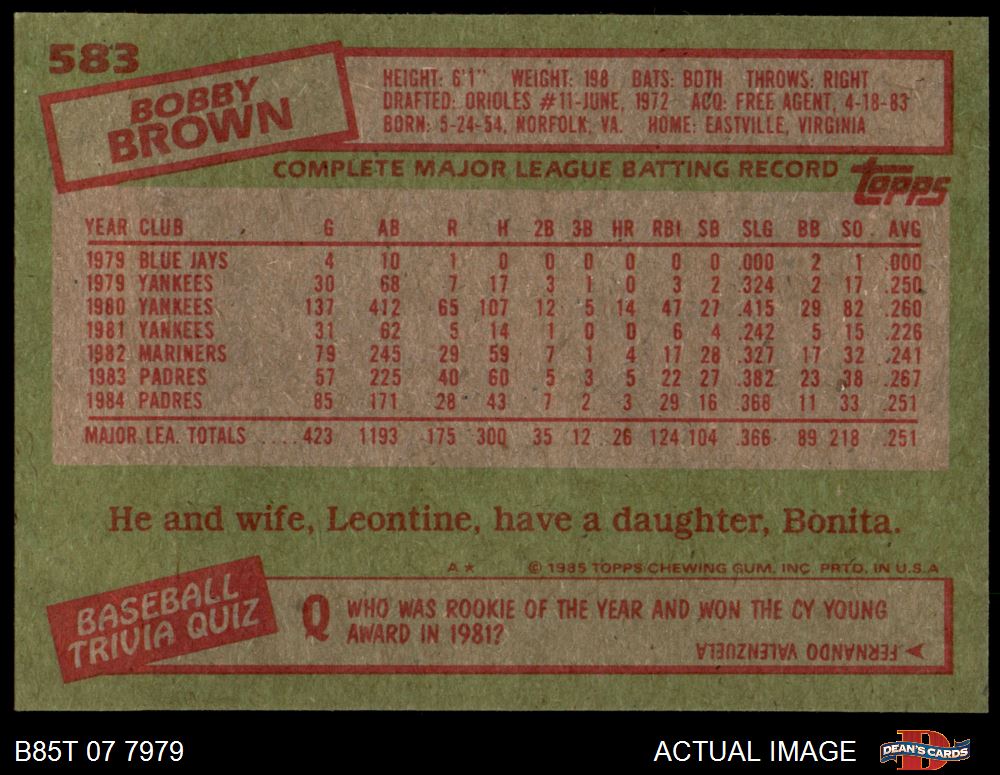 583
BOBBY
BROWN
HEIGHT: 6'1" WEIGHT: 198 BATS: BOTH THROWS: RIGHT
DRAFTED: ORIOLES #11-JUNE, 1972 ACQ: FREE AGENT, 4-18-83
BORN: 5-24-54, NORFOLK, VA. HOME: EASTVILLE, VIRGINIA
COMPLETE MAJOR LEAGUE BATTING RECORD
topps
YEAR CLUB G AB R H 2B 3B HR RBI SB SLG BB SO AVG
1979 BLUE JAYS 4 10 1 0 0 0 0 0 0 .000 2 1 .000
1979 YANKEES 30 68 7 17 3 1 0 3 2 .324 2 17 .250
1980 YANKEES 137 412 65 107 12 5 14 47 27 .415 29 82 .260
1981 YANKEES 31 62 5 14 1 0 0 6 4 .242 5 15 .226
1982 MARINERS 79 245 29 59 7 1 4 17 28 .327 17 32 .241
1983 PADRES 57 225 40 60 5 3 5 22 27 .382 23 38 .267
1984 PADRES 85 171 28 43 7 2 3 29 16 .368 11 33 .251
MAJOR LEA. TOTALS .... 423 1193 175 300 35 12 26 124 104 .366 89 218 .251
He and wife, Leontine, have a daughter, Bonita.
A* © 1985 TOPPS CHEWING GUM, INC. PRTD. IN U.S.A
BASEBALL
TRIVIA QUIZ
Q WHO WAS ROOKIE OF THE YEAR AND WON THE CY YOUNG
AWARD IN 1981?
FERNANDO VALENZUELA
B85T 07 7979
ACTUAL IMAGE
D
DEAN'S CARDS